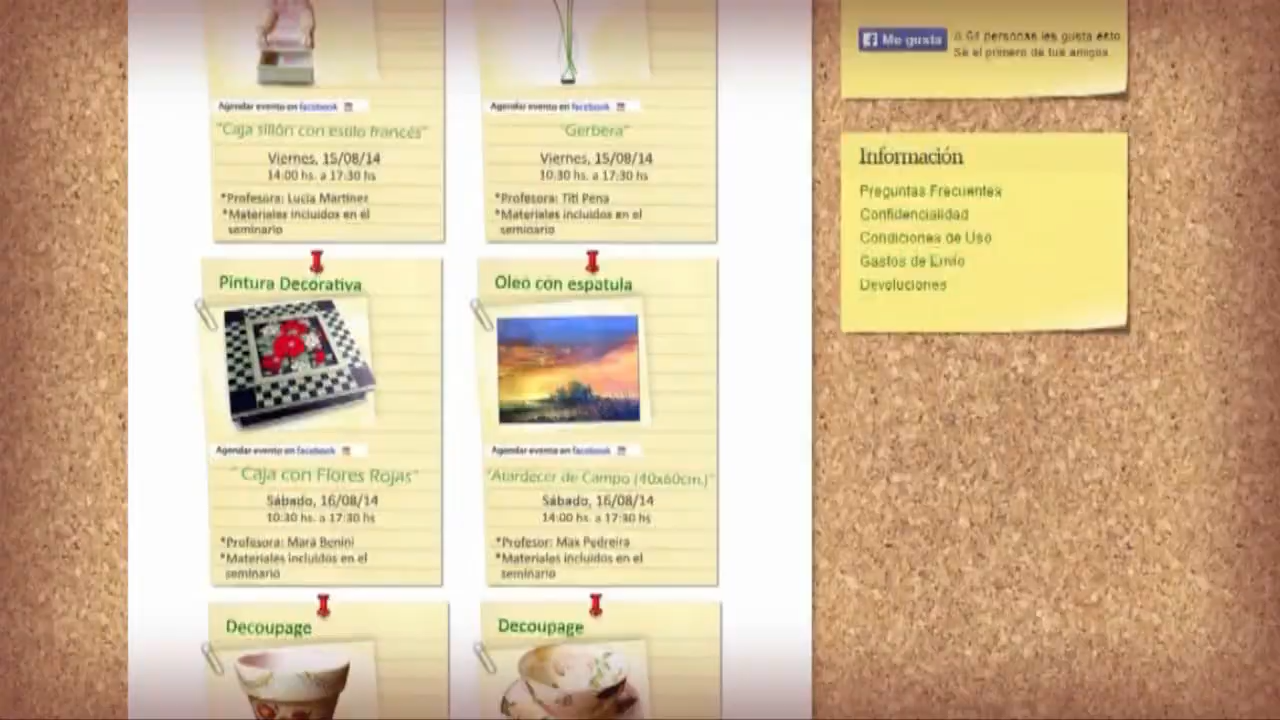 Agendar evento en facebook
"Caja sillón con estilo francés"
Viernes, 15/08/14
14:00 hs. a 17:30 hs
*Profesora: Lucía Martínez
*Materiales incluidos en el
seminario
Agendar evento en facebook
"Gerbera"
Viernes, 15/08/14
10:30 hs. a 17:30 hs
*Profesora: Titi Pena
*Materiales incluidos en el
seminario
Pintura Decorativa
Agendar evento en facebook
"Caja con Flores Rojas"
Sábado, 16/08/14
10:30 hs. a 17:30 hs
*Profesora: Mara Benini
*Materiales incluidos en el
seminario
Oleo con espatula
Agendar evento en facebook
"Atardecer de Campo (40x60cm.)"
Sábado, 16/08/14
14:00 hs. a 17:30 hs
*Profesor: Max Pedreira
*Materiales incluidos en el
seminario
Decoupage
Decoupage
Me gusta
A 64 personas les gusta esto.
Sé el primero de tus amigos.
Información
Preguntas Frecuentes
Confidencialidad
Condiciones de Uso
Gastos de Envío
Devoluciones